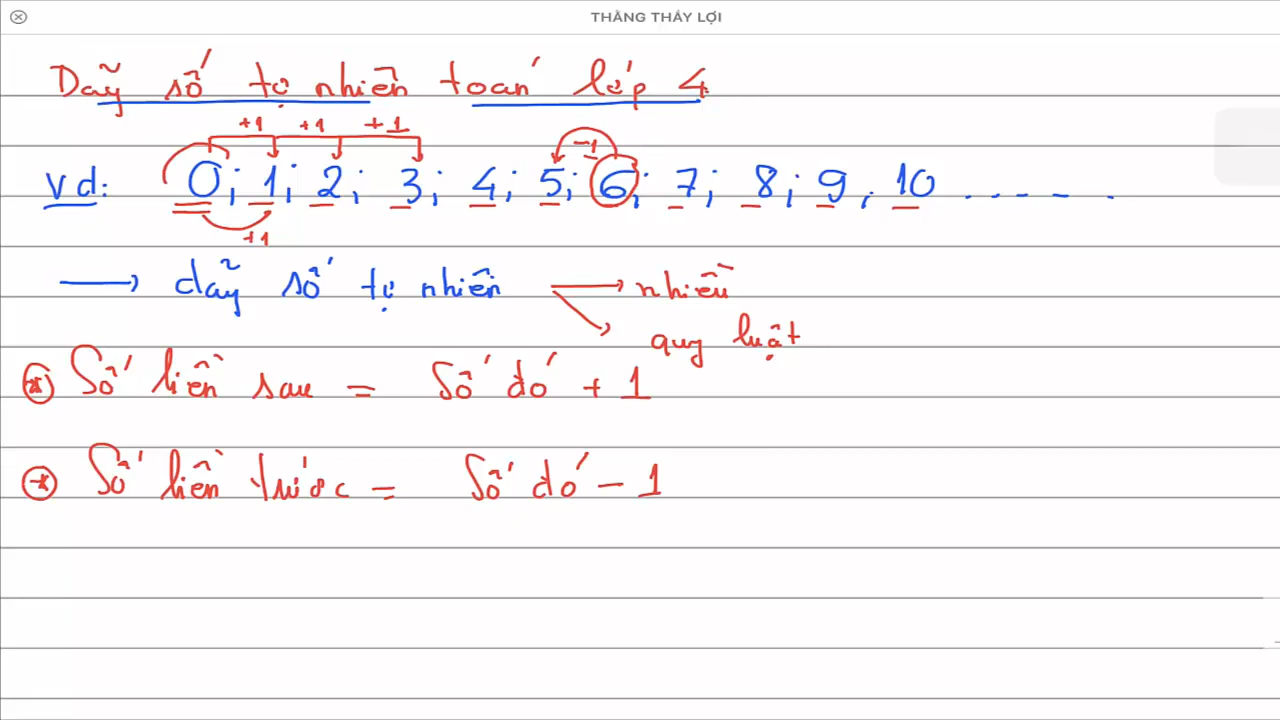 THẰNG THẦY LỢI
Dãy số tự nhiên toán lớp 4
+1 +1 +1
-1
Vd: 0; 1; 2; 3; 4; 5; 6; 7; 8; 9, 10 .....
+1
→ dãy số tự nhiên → nhiều
→ quy luật
* Số liền sau = Số đó + 1
* Số liền trước = Số đó - 1